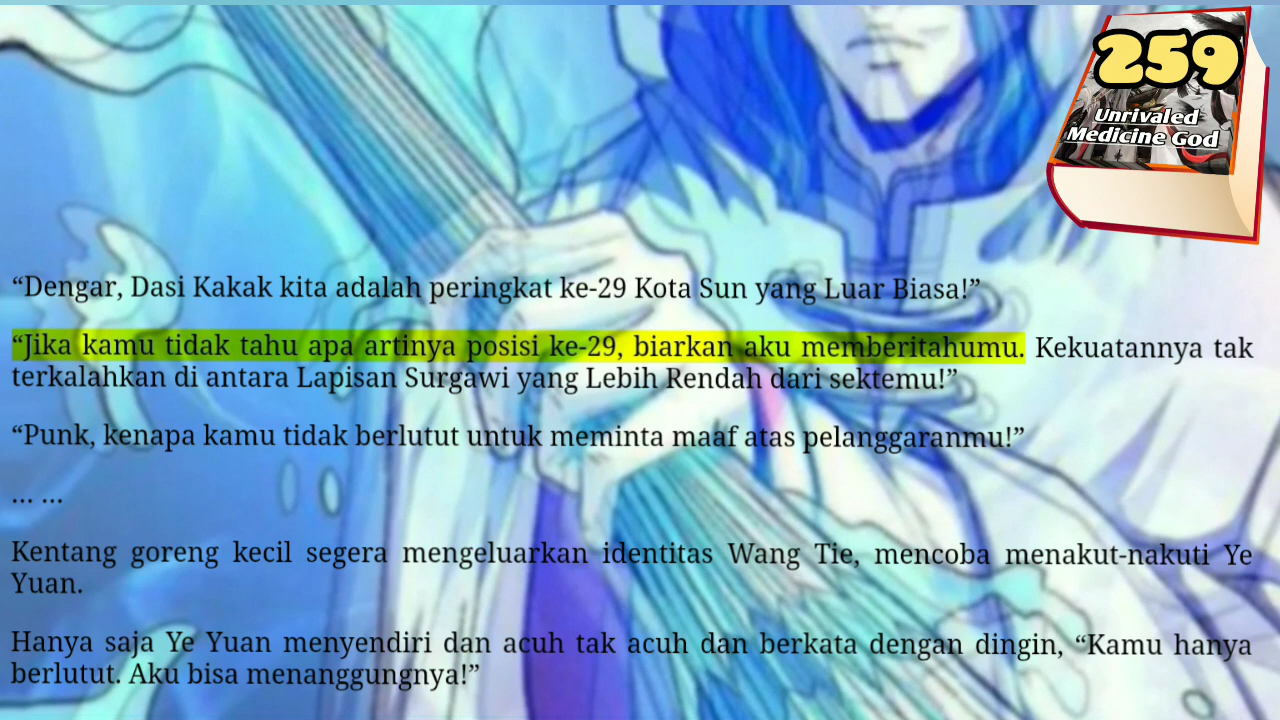 259
Unrivaled
Medicine God
“Dengar, Dasi Kakak kita adalah peringkat ke-29 Kota Sun yang Luar Biasa!”
“Jika kamu tidak tahu apa artinya posisi ke-29, biarkan aku memberitahumu. Kekuatannya tak
terkalahkan di antara Lapisan Surgawi yang Lebih Rendah dari sektemu!”
“Punk, kenapa kamu tidak berlutut untuk meminta maaf atas pelanggaranmu!”
... ...
Kentang goreng kecil segera mengeluarkan identitas Wang Tie, mencoba menakut-nakuti Ye
Yuan.
Hanya saja Ye Yuan menyendiri dan acuh tak acuh dan berkata dengan dingin, “Kamu hanya
berlutut. Aku bisa menanggungnya!”